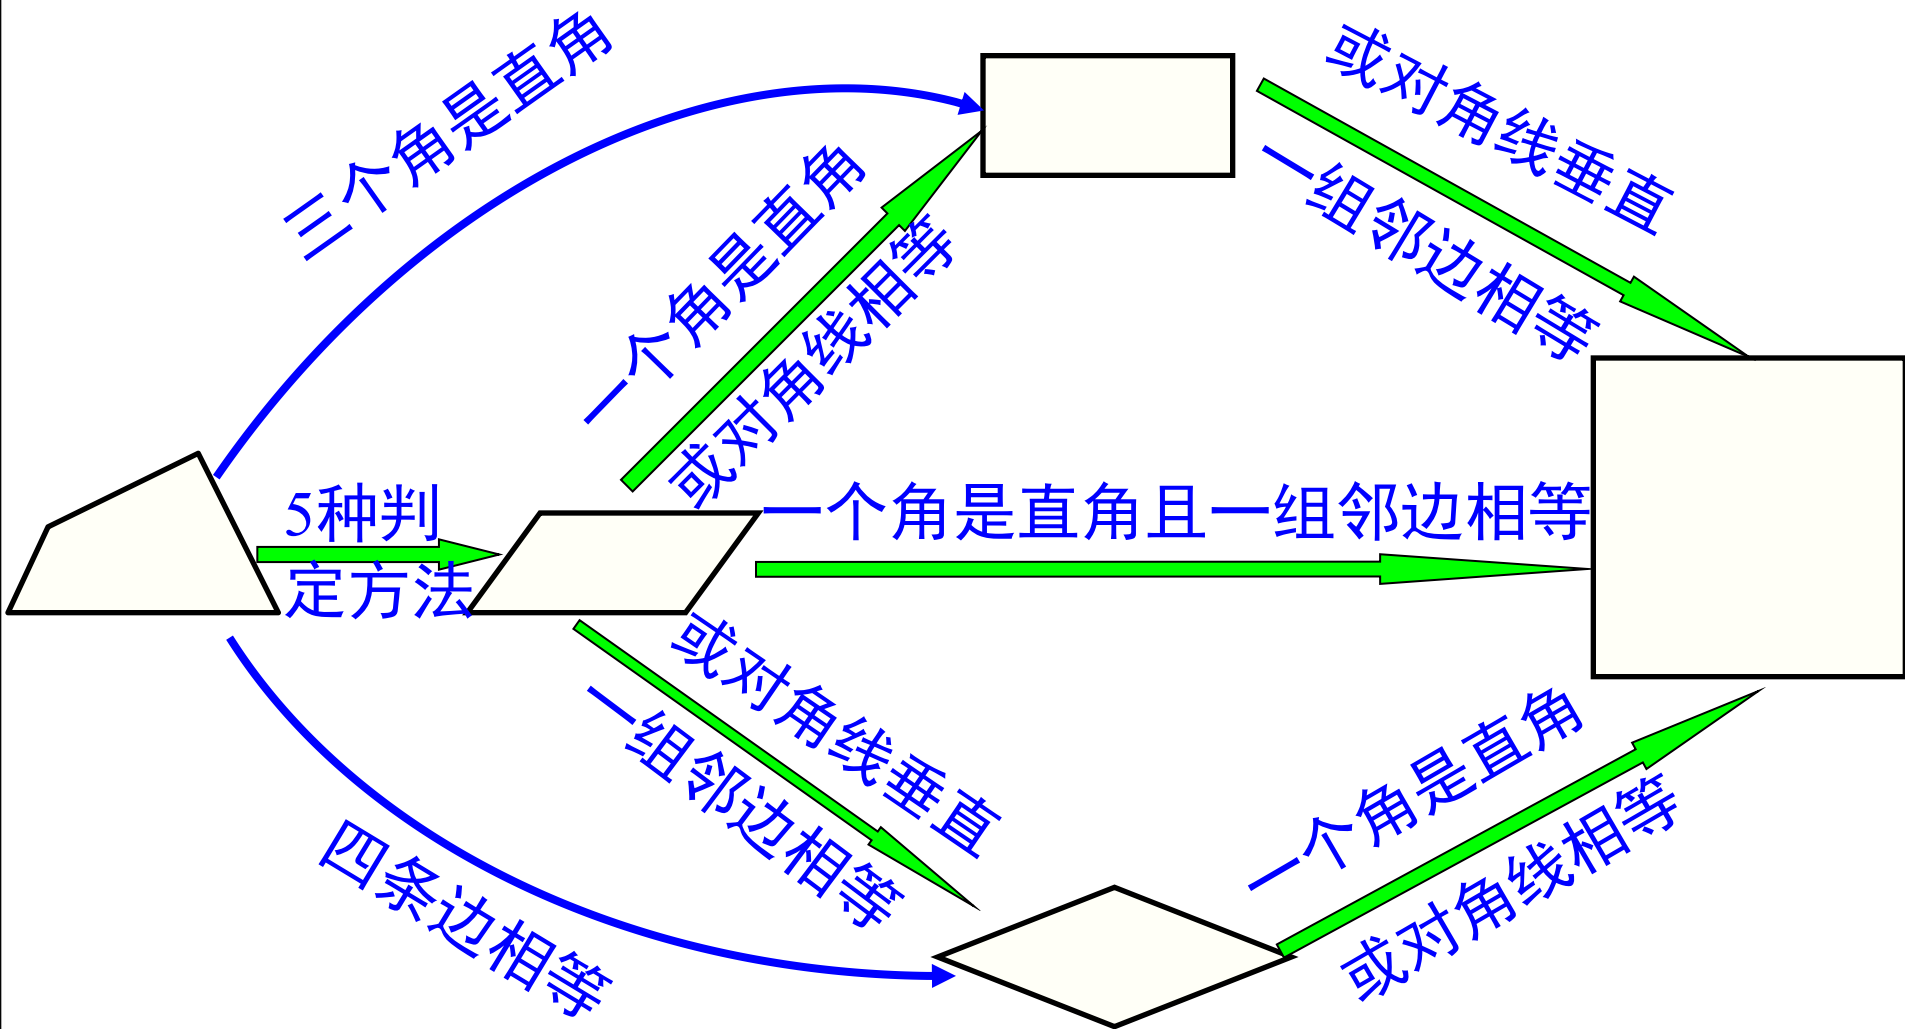 三个角是直角
或对角线垂直
一组邻边相等
一个角是直角
或对角线相等
5种判
定方法
一个角是直角且一组邻边相等
或对角线垂直
一组邻边相等
四条边相等
一个角是直角
或对角线相等